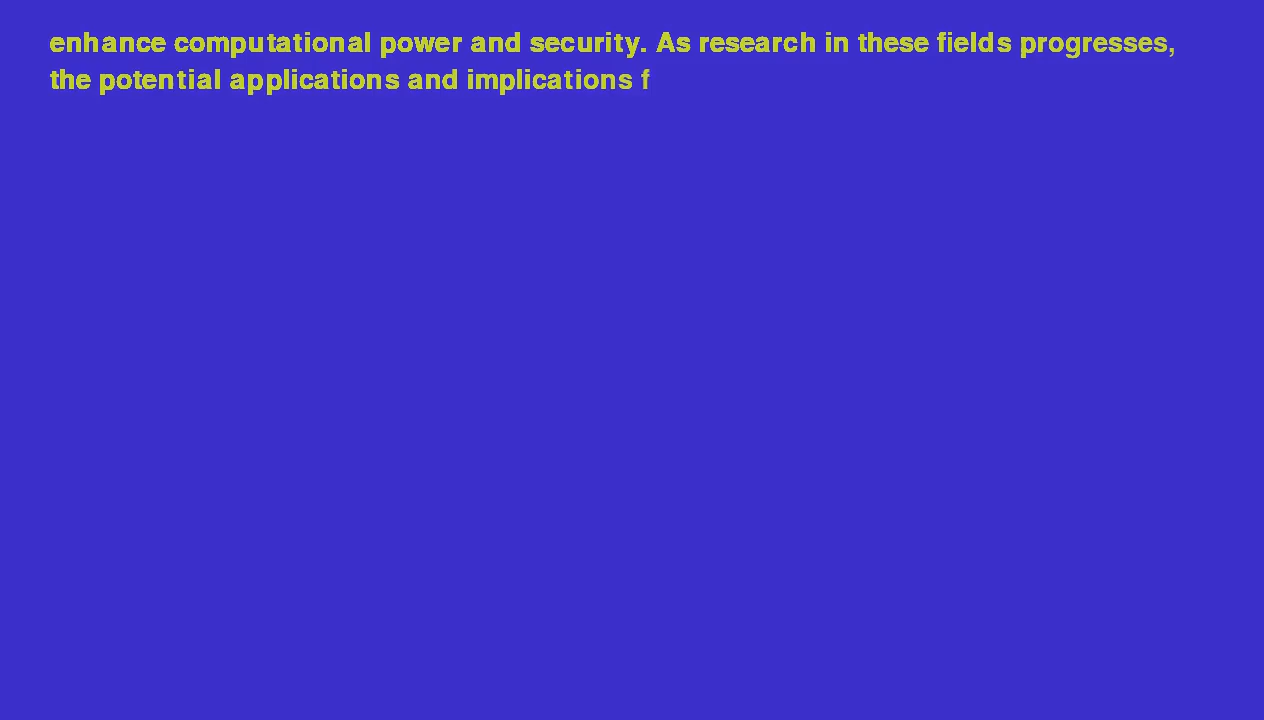 enhance computational power and security. As research in these fields progresses,
the potential applications and implications f